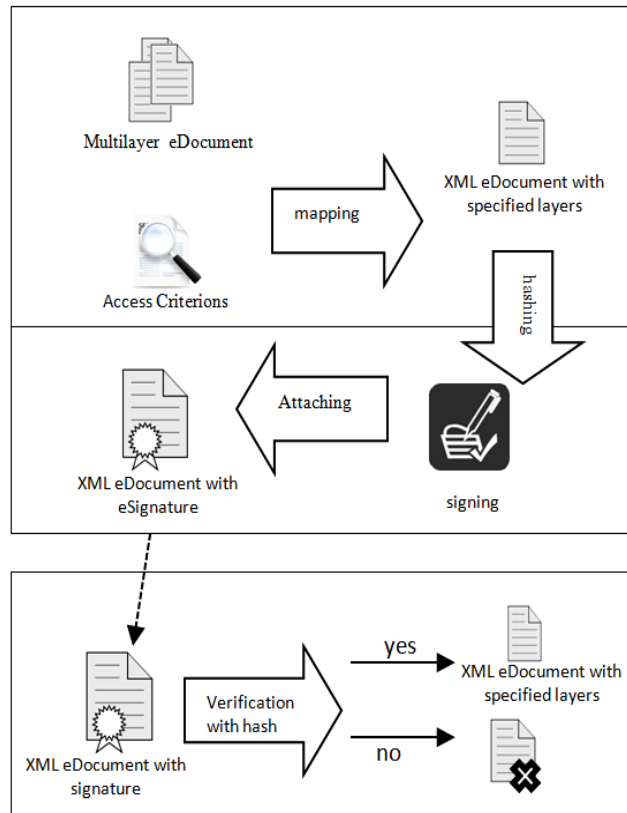 Multilayer eDocument
XML eDocument with
specified layers
mapping
Access Criterions
hashing
Attaching
XML eDocument with
eSignature
signing
yes
XML eDocument with
specified layers
Verification
with hash
no
XML eDocument with
signature